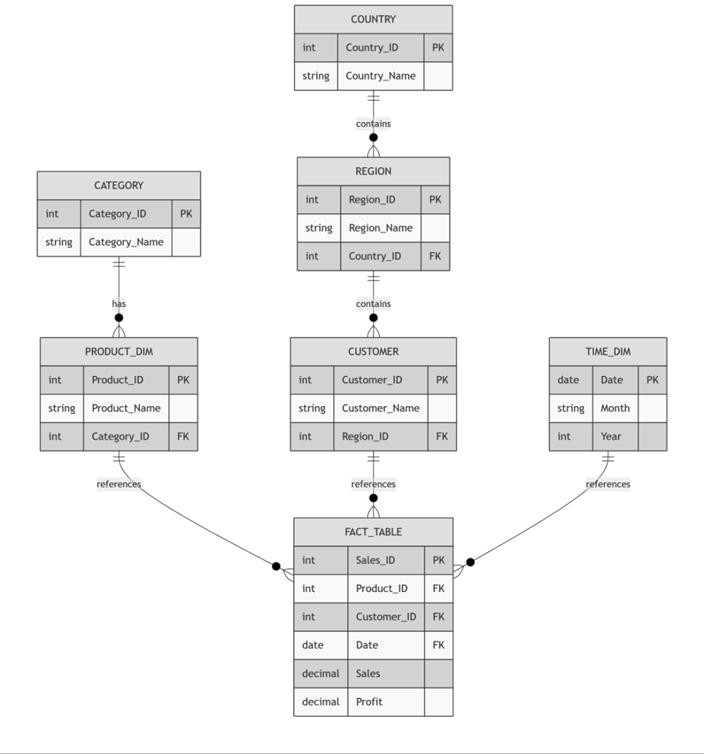 COUNTRY
int Country_ID PK
string Country_Name
contains
REGION
int Region_ID PK
string Region_Name
int Country_ID FK
contains
CATEGORY
int Category_ID PK
string Category_Name
has
PRODUCT_DIM
int Product_ID PK
string Product_Name
int Category_ID FK
references
CUSTOMER
int Customer_ID PK
string Customer_Name
int Region_ID FK
references
TIME_DIM
date Date PK
string Month
int Year
references
FACT_TABLE
int Sales_ID PK
int Product_ID FK
int Customer_ID FK
date Date FK
decimal Sales
decimal Profit